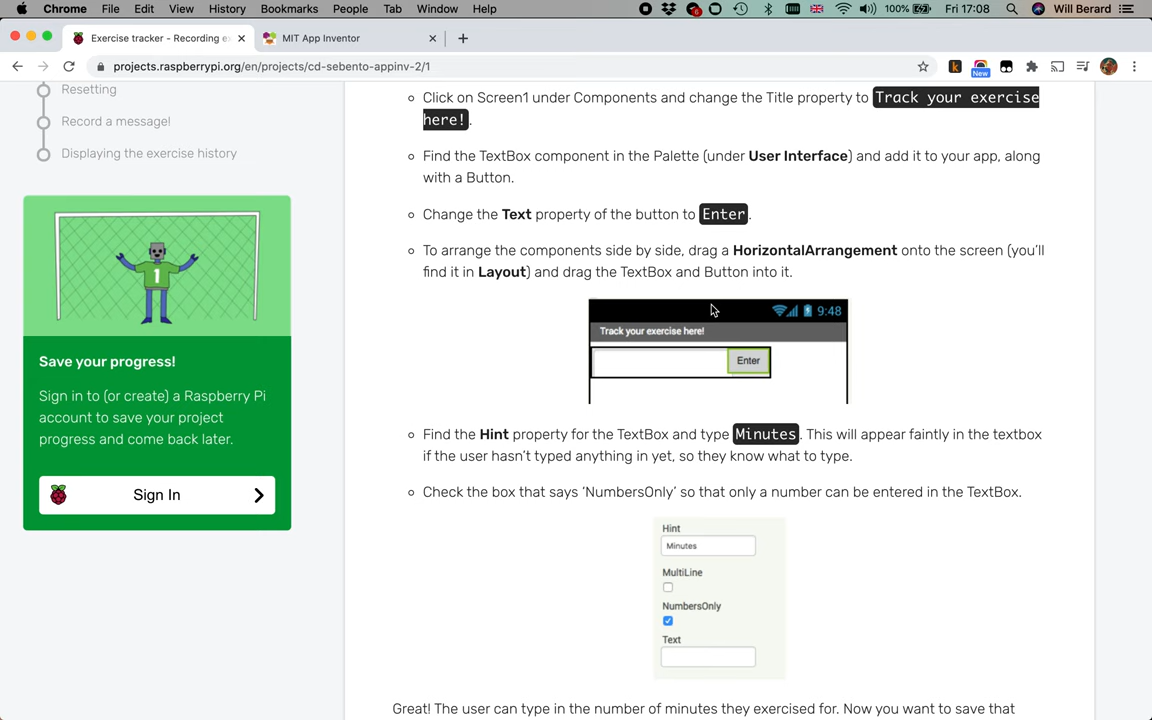 Chrome File Edit View History Bookmarks People Tab Window Help 6 100% Fri 17:08 Will Berard
Exercise tracker - Recording ex MIT App Inventor
projects.raspberrypi.org/en/projects/cd-sebento-appinv-2/1 New
Resetting
Record a message!
Displaying the exercise history
1
Save your progress!
Sign in to (or create) a Raspberry Pi
account to save your project
progress and come back later.
Sign In
Click on Screen1 under Components and change the Title property to Track your exercise
here!.
Find the TextBox component in the Palette (under User Interface) and add it to your app, along
with a Button.
Change the Text property of the button to Enter.
To arrange the components side by side, drag a HorizontalArrangement onto the screen (you'll
find it in Layout) and drag the TextBox and Button into it.
9:48
Track your exercise here!
Enter
Find the Hint property for the TextBox and type Minutes. This will appear faintly in the textbox
if the user hasn't typed anything in yet, so they know what to type.
Check the box that says 'NumbersOnly' so that only a number can be entered in the TextBox.
Hint
Minutes
MultiLine
NumbersOnly
Text
Great! The user can type in the number of minutes they exercised for. Now you want to save that